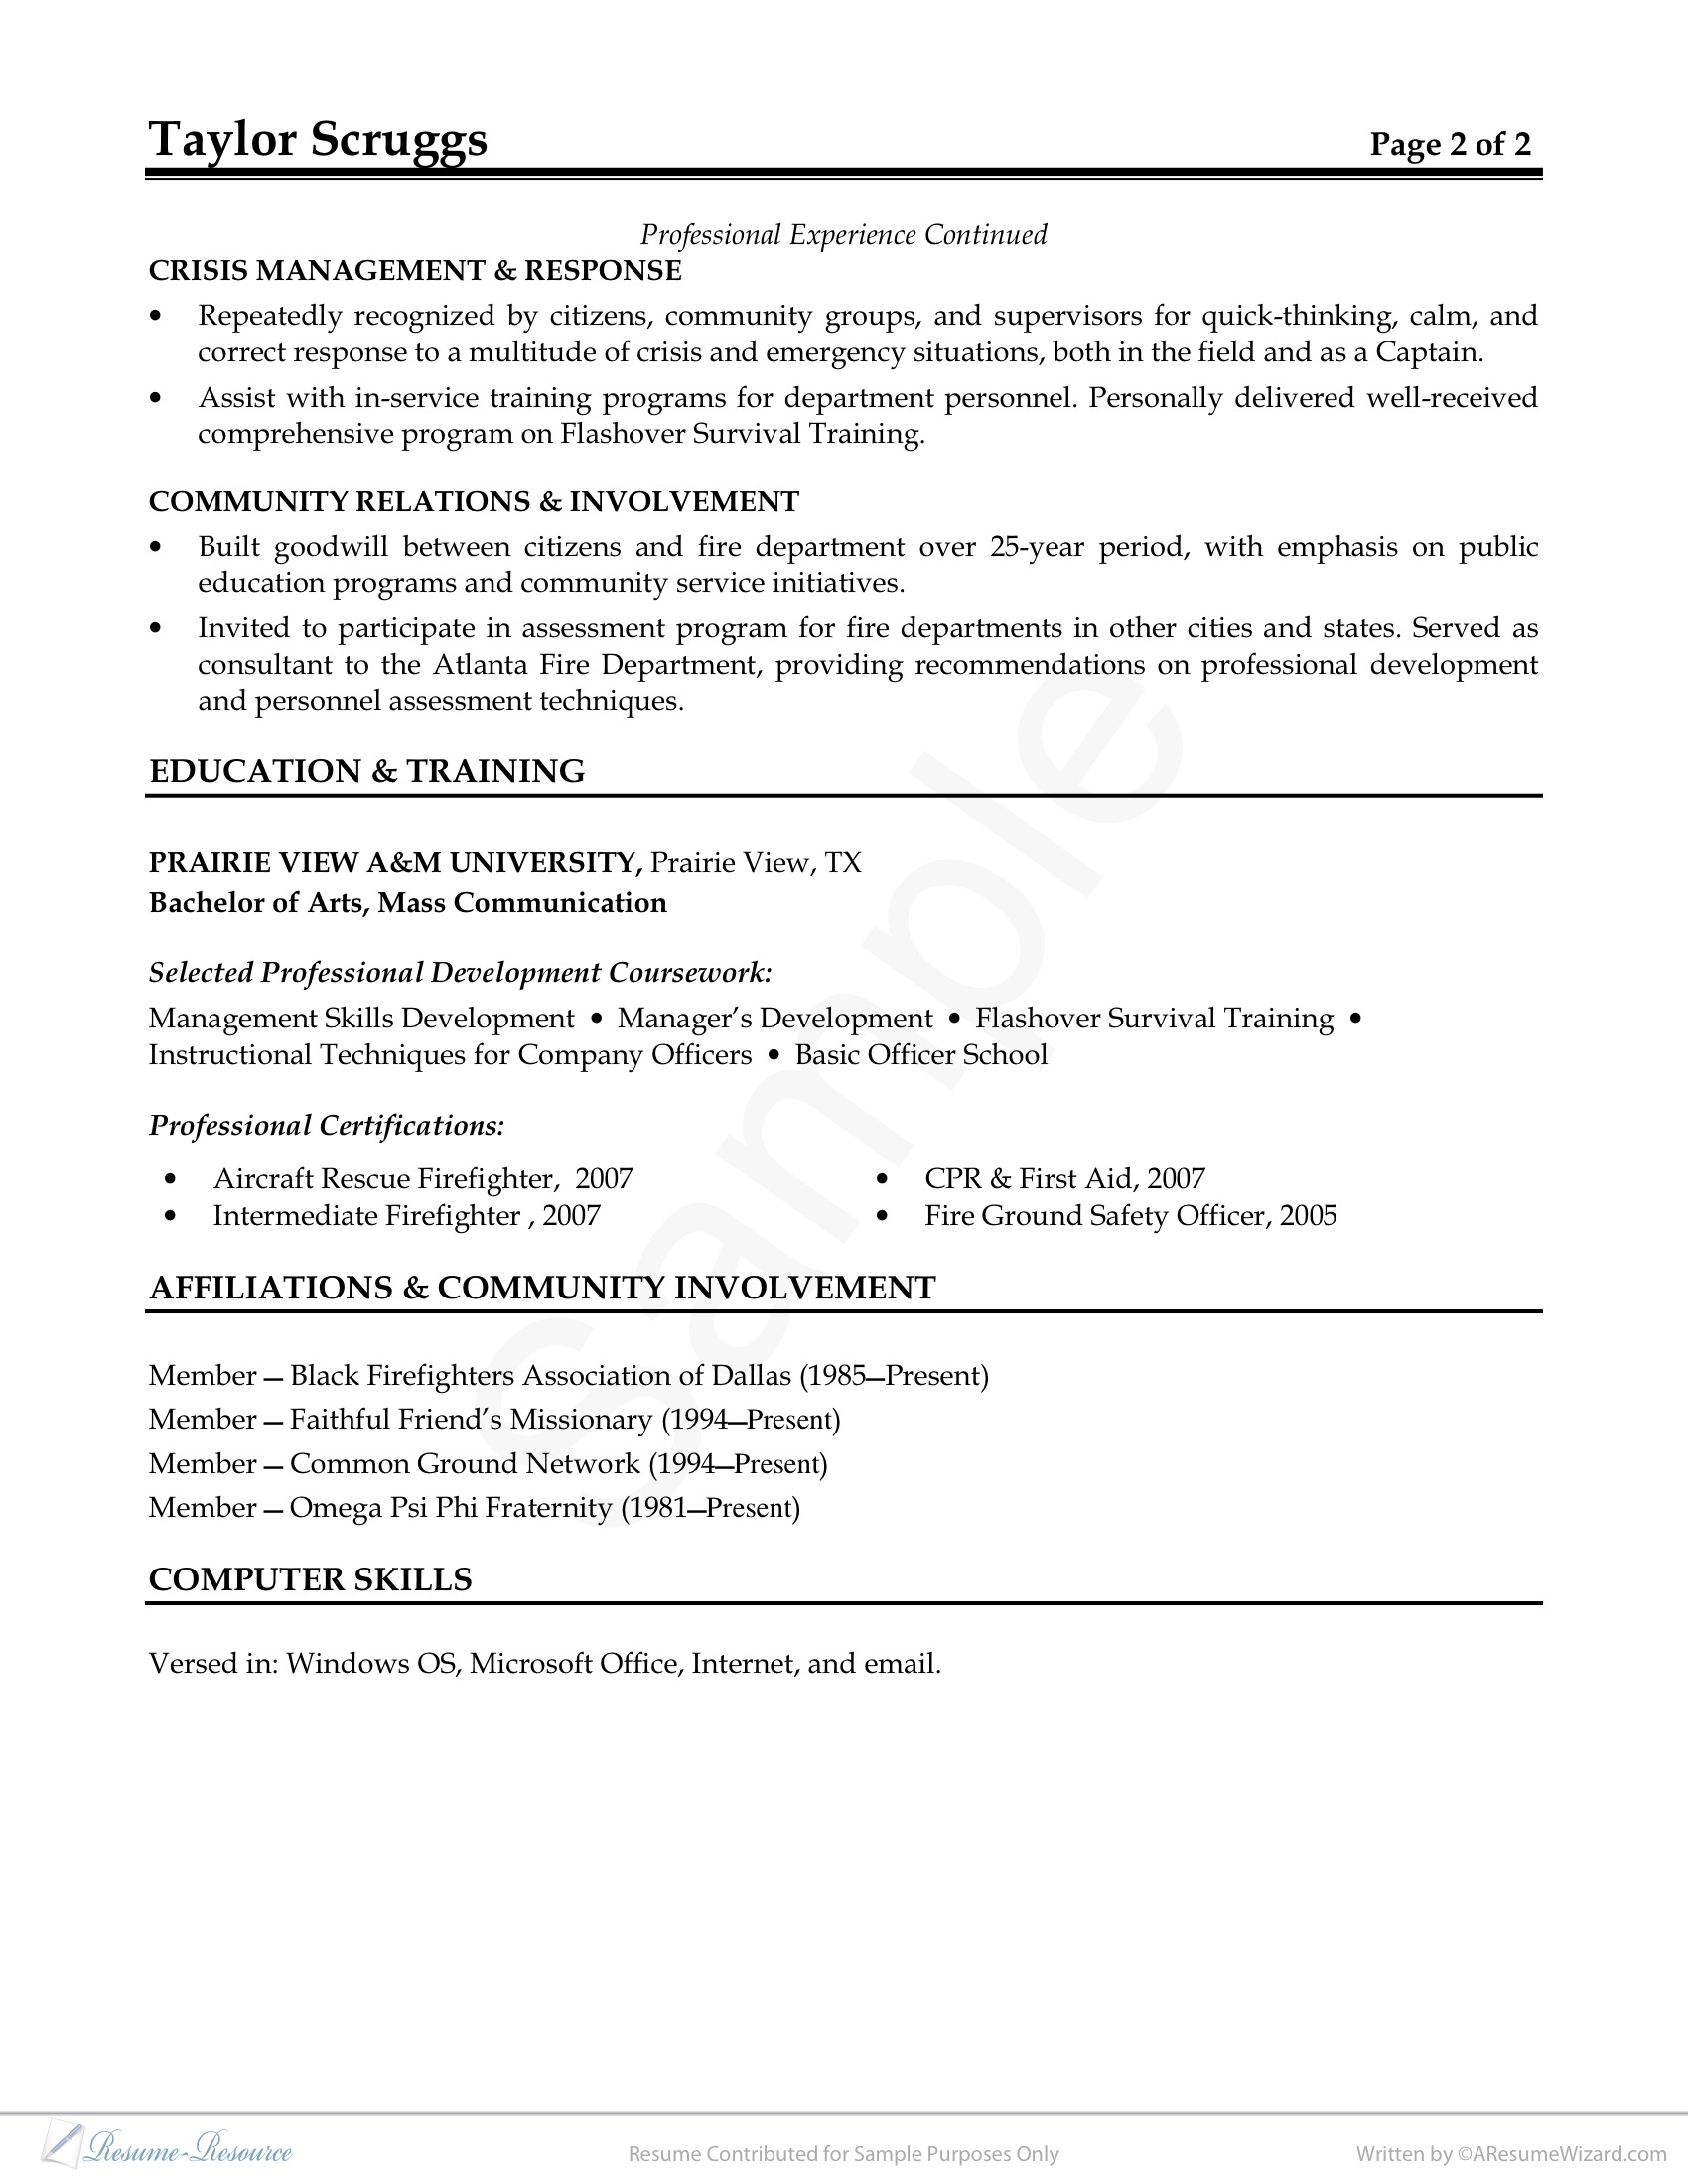 Taylor Scruggs Page 2 of 2
Professional Experience Continued
CRISIS MANAGEMENT & RESPONSE
• Repeatedly recognized by citizens, community groups, and supervisors for quick-thinking, calm, and
correct response to a multitude of crisis and emergency situations, both in the field and as a Captain.
• Assist with in-service training programs for department personnel. Personally delivered well-received
comprehensive program on Flashover Survival Training.
COMMUNITY RELATIONS & INVOLVEMENT
• Built goodwill between citizens and fire department over 25-year period, with emphasis on public
education programs and community service initiatives.
• Invited to participate in assessment program for fire departments in other cities and states. Served as
consultant to the Atlanta Fire Department, providing recommendations on professional development
and personnel assessment techniques.
EDUCATION & TRAINING
PRAIRIE VIEW A&M UNIVERSITY, Prairie View, TX
Bachelor of Arts, Mass Communication
Selected Professional Development Coursework:
Management Skills Development • Manager’s Development • Flashover Survival Training •
Instructional Techniques for Company Officers • Basic Officer School
Professional Certifications:
• Aircraft Rescue Firefighter, 2007 • CPR & First Aid, 2007
• Intermediate Firefighter , 2007 • Fire Ground Safety Officer, 2005
AFFILIATIONS & COMMUNITY INVOLVEMENT
Member — Black Firefighters Association of Dallas (1985—Present)
Member — Faithful Friend’s Missionary (1994—Present)
Member — Common Ground Network (1994—Present)
Member — Omega Psi Phi Fraternity (1981—Present)
COMPUTER SKILLS
Versed in: Windows OS, Microsoft Office, Internet, and email.
Sample
Resume-Resource Resume Contributed for Sample Purposes Only Written by ©AResumeWizard.com